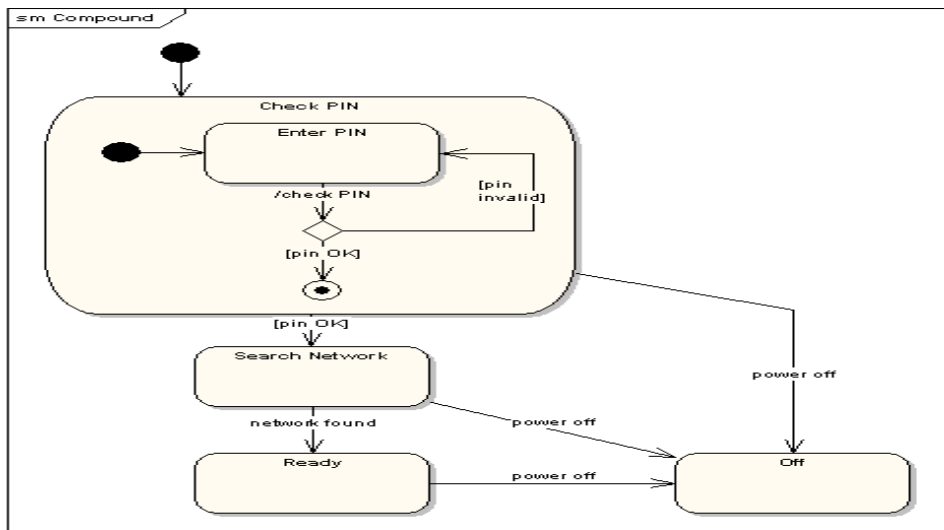 sm Compound
Check PIN
Enter PIN
[pin
invalid]
/check PIN
[pin OK]
[pin OK]
Search Network
power off
network found
power off
Ready
Off
power off